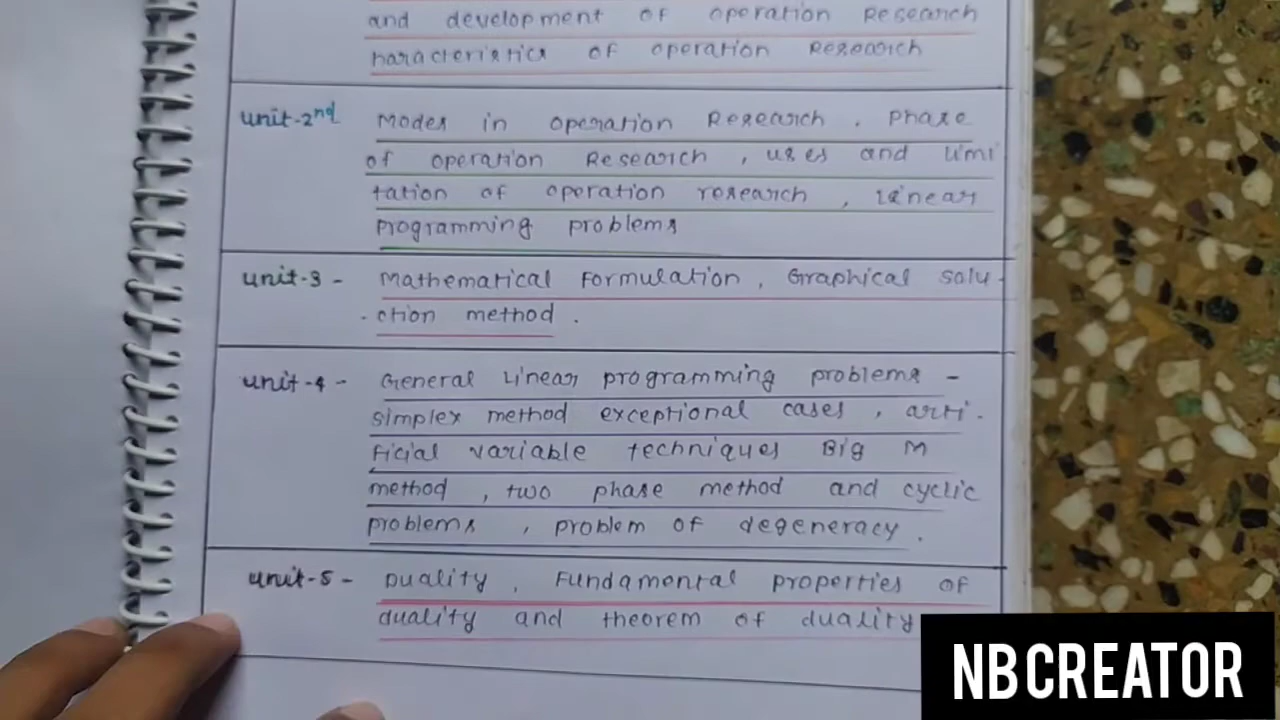 and development of operation Research
haracteristics of operation Research
unit-2nd Modes in operation Research . Phase
of operation Research , uses and limi
tation of operation research , linear
programming problems
unit-3 - Mathematical Formulation , Graphical solu -
- ction method .
unit-4 - General Linear programming problems -
simplex method exceptional cases , arti -
ficial variable techniques Big M
method , two phase method and cyclic
problems , problem of degeneracy .
unit-5 - Duality , Fundamental properties of
duality and theorem of duality
NB CREATOR